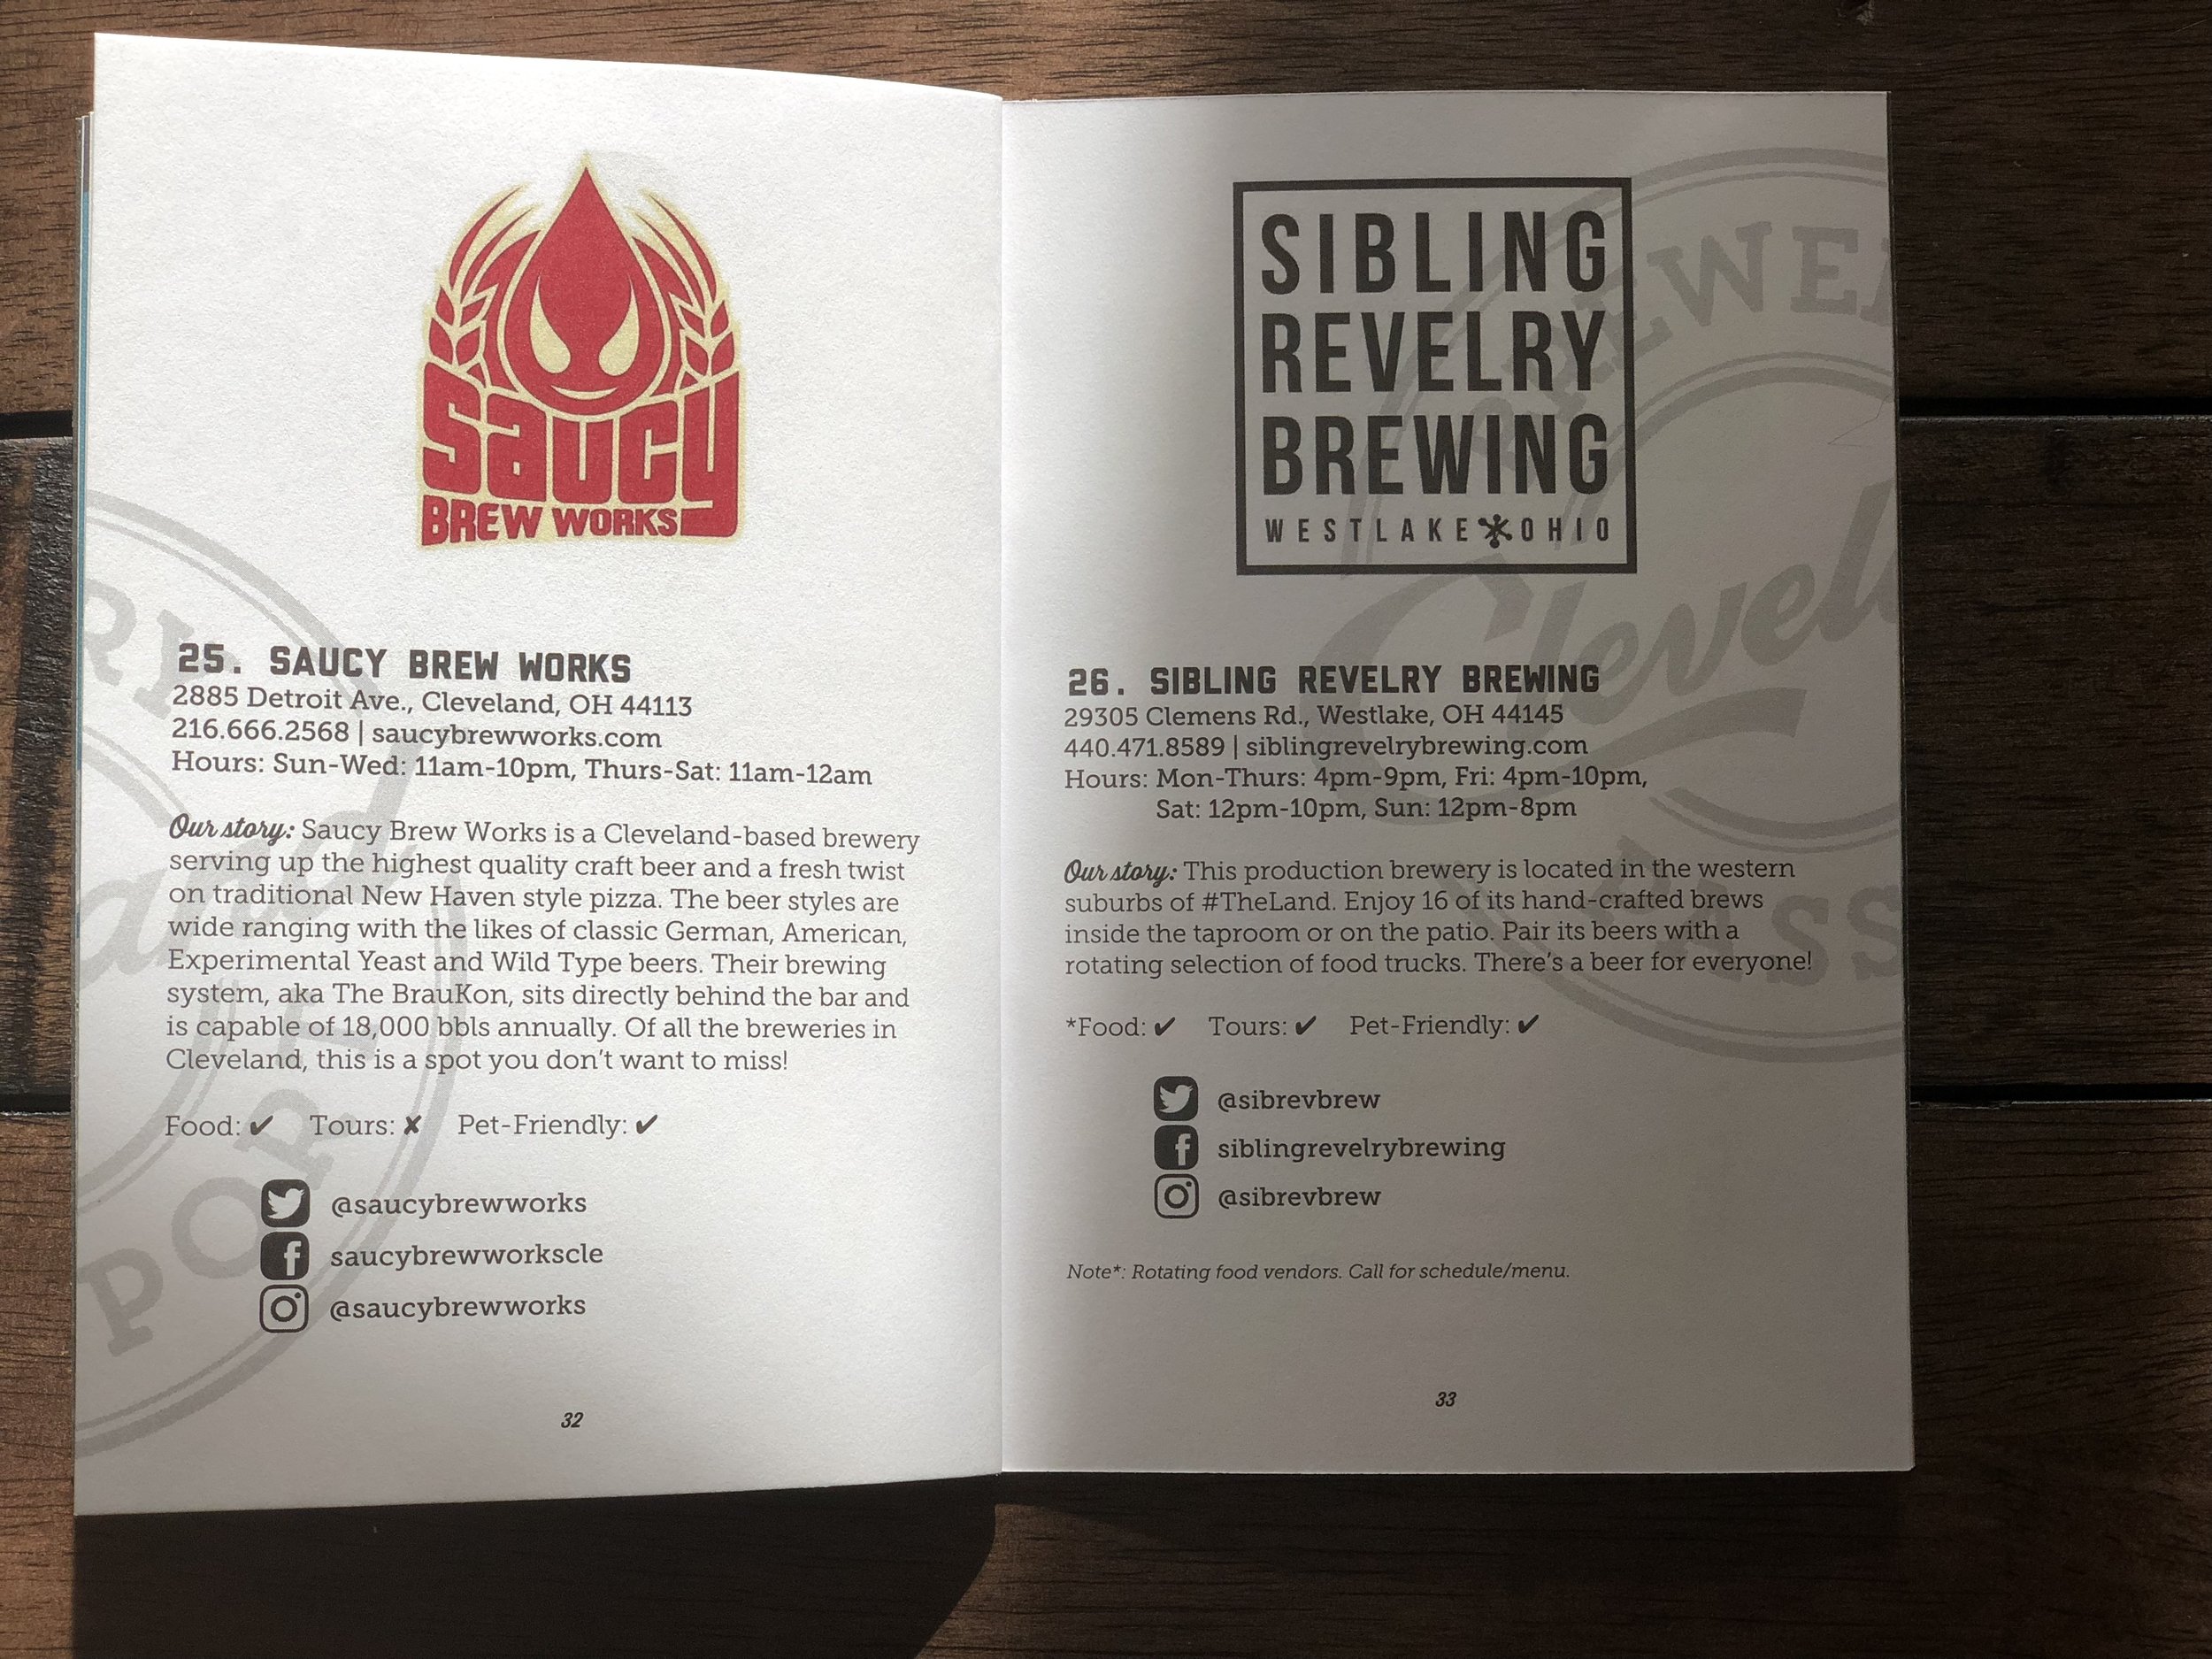 saucy
BREW WORKS
25. SAUCY BREW WORKS
2885 Detroit Ave., Cleveland, OH 44113
216.666.2568 | saucybrewworks.com
Hours: Sun-Wed: 11am-10pm, Thurs-Sat: 11am-12am
Our story: Saucy Brew Works is a Cleveland-based brewery
serving up the highest quality craft beer and a fresh twist
on traditional New Haven style pizza. The beer styles are
wide ranging with the likes of classic German, American,
Experimental Yeast and Wild Type beers. Their brewing
system, aka The BrauKon, sits directly behind the bar and
is capable of 18,000 bbls annually. Of all the breweries in
Cleveland, this is a spot you don't want to miss!
Food: ✔ Tours: ✘ Pet-Friendly: ✔
@saucybrewworks
saucybrewworkscle
@saucybrewworks
32
RY
ad
PORT
SIBLING
REVELRY
BREWING
WESTLAKE OHIO
26. SIBLING REVELRY BREWING
29305 Clemens Rd., Westlake, OH 44145
440.471.8589 | siblingrevelrybrewing.com
Hours: Mon-Thurs: 4pm-9pm, Fri: 4pm-10pm,
Sat: 12pm-10pm, Sun: 12pm-8pm
Our story: This production brewery is located in the western
suburbs of #TheLand. Enjoy 16 of its hand-crafted brews
inside the taproom or on the patio. Pair its beers with a
rotating selection of food trucks. There's a beer for everyone!
*Food: ✔ Tours: ✔ Pet-Friendly: ✔
@sibrevbrew
siblingrevelrybrewing
@sibrevbrew
Note*: Rotating food vendors. Call for schedule/menu.
33
BREWE
Clevel
PASS